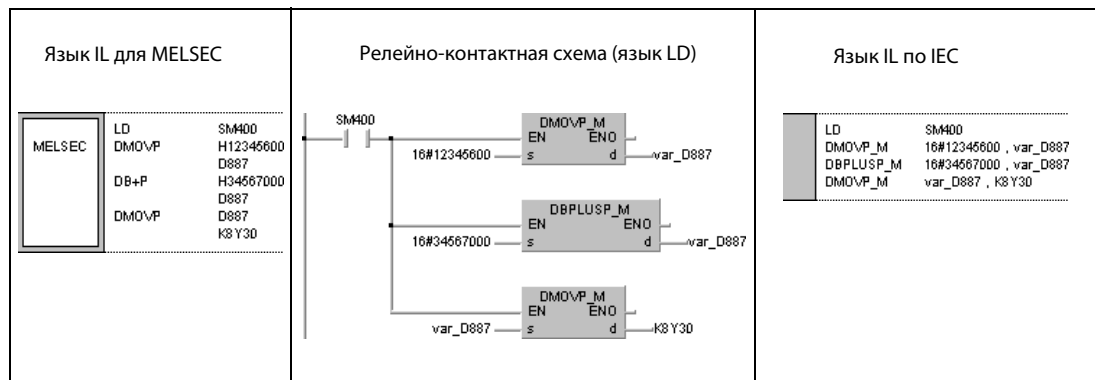 Язык IL для MELSEC
MELSEC
LD SM400
DMOVP H12345600
D887
DB+P H34567000
D887
DMOVP D887
K8Y30
Релейно-контактная схема (язык LD)
SM400
DMOVP_M
EN ENO
16#12345600 s d var_D887
DBPLUSP_M
EN ENO
16#34567000 s d var_D887
DMOVP_M
EN ENO
var_D887 s d K8Y30
Язык IL по IEC
LD SM400
DMOVP_M 16#12345600 , var_D887
DBPLUSP_M 16#34567000 , var_D887
DMOVP_M var_D887 , K8Y30